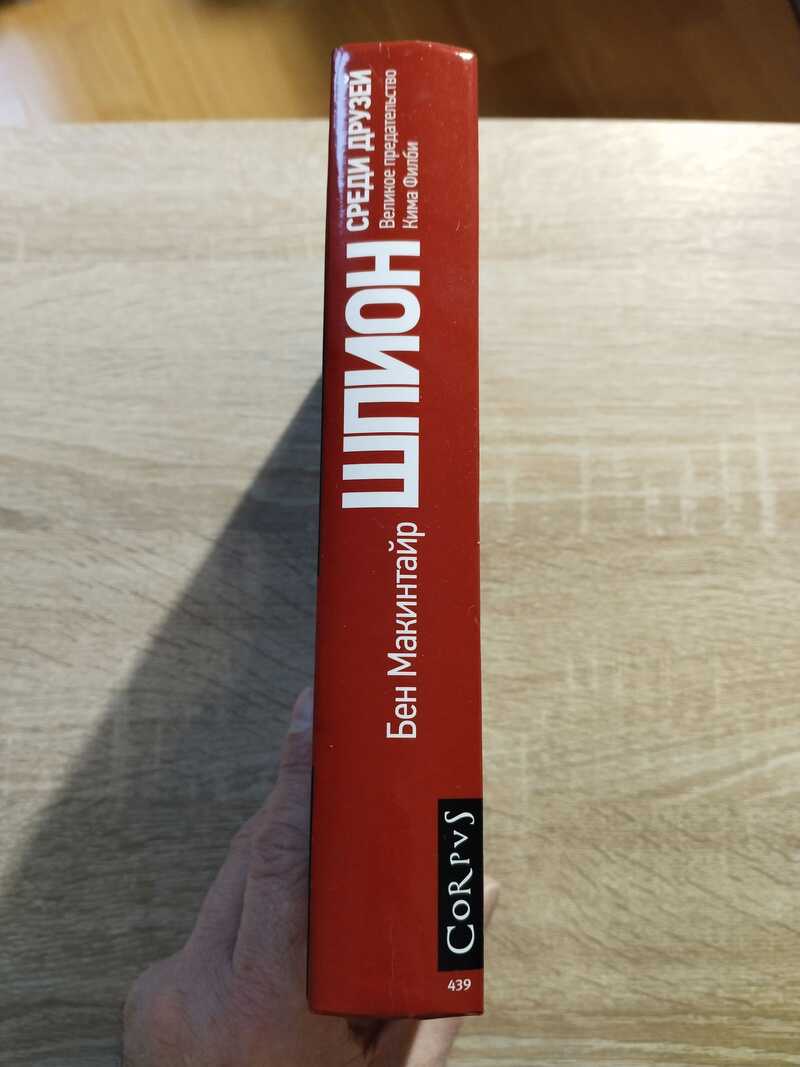 Бен Макинтайр
ШПИОН
СРЕДИ ДРУЗЕЙ
Великое предательство
Кима Филби
CORPVS
439